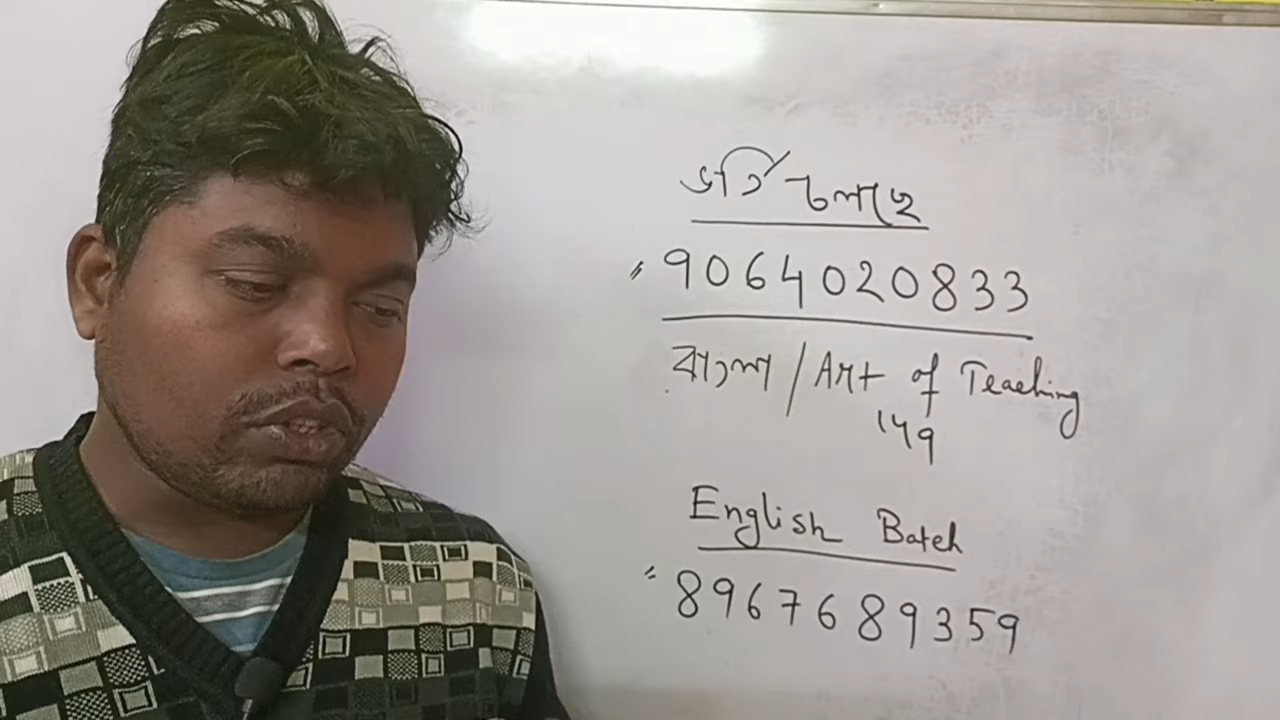 ভর্তি চলছে
" 9064020833
বাংলা / Art of Teaching
149
English Batch
" 8967689359